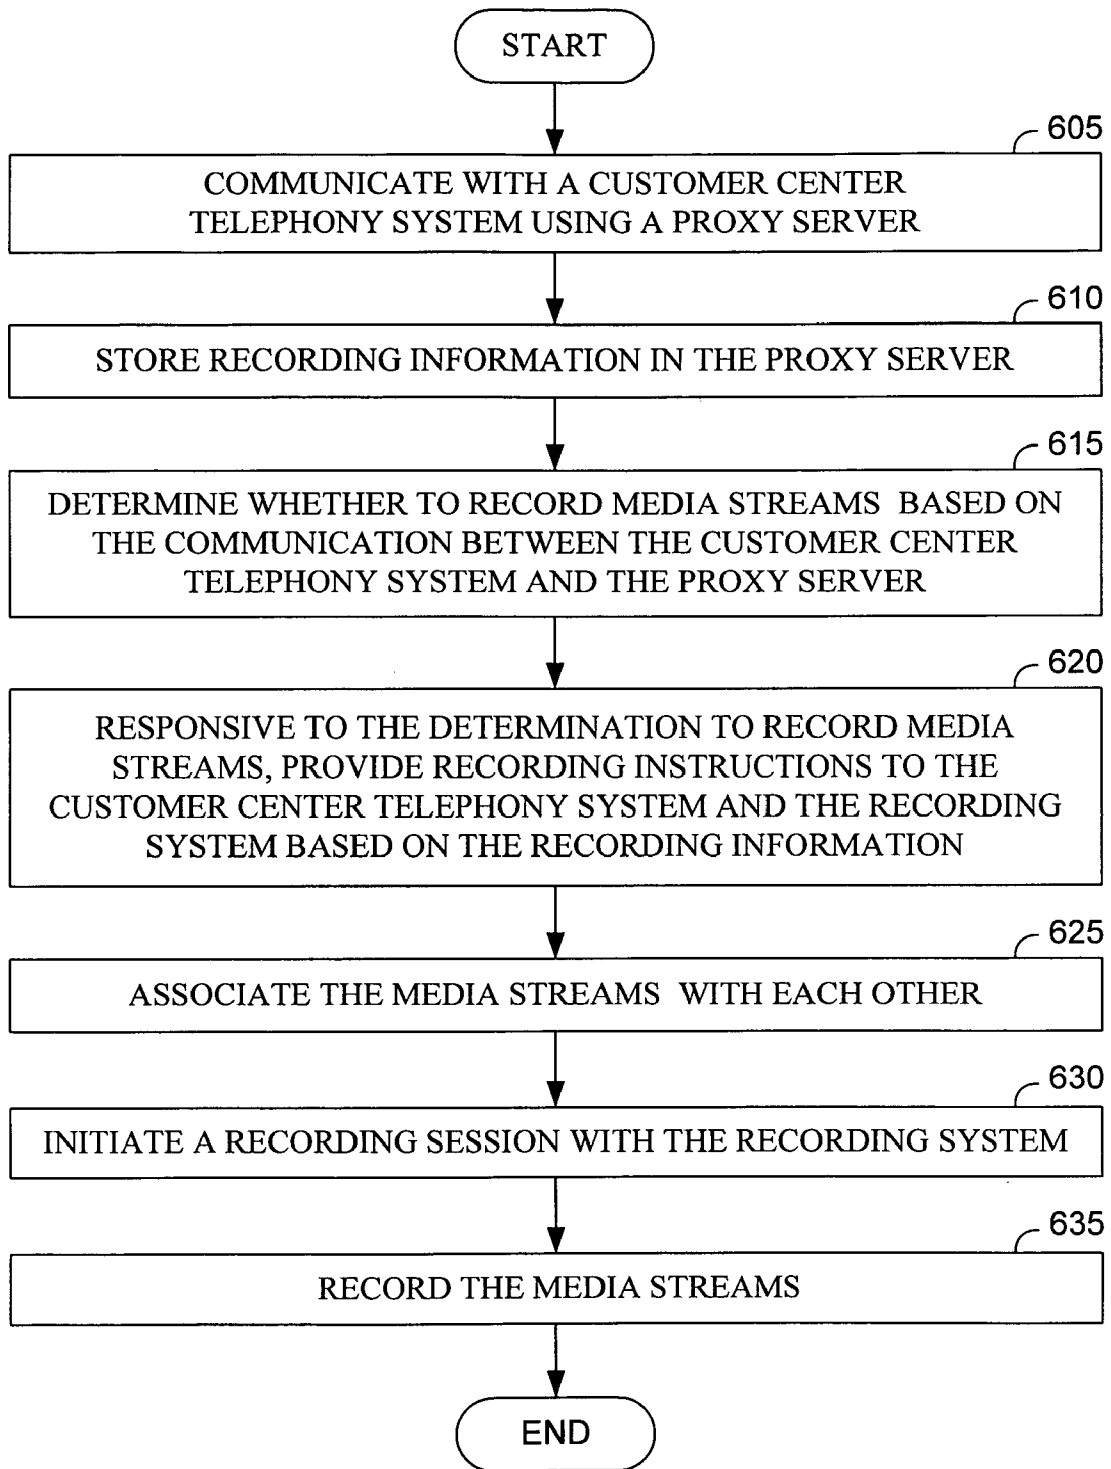 START
605
COMMUNICATE WITH A CUSTOMER CENTER
TELEPHONY SYSTEM USING A PROXY SERVER
610
STORE RECORDING INFORMATION IN THE PROXY SERVER
615
DETERMINE WHETHER TO RECORD MEDIA STREAMS BASED ON
THE COMMUNICATION BETWEEN THE CUSTOMER CENTER
TELEPHONY SYSTEM AND THE PROXY SERVER
620
RESPONSIVE TO THE DETERMINATION TO RECORD MEDIA
STREAMS, PROVIDE RECORDING INSTRUCTIONS TO THE
CUSTOMER CENTER TELEPHONY SYSTEM AND THE RECORDING
SYSTEM BASED ON THE RECORDING INFORMATION
625
ASSOCIATE THE MEDIA STREAMS WITH EACH OTHER
630
INITIATE A RECORDING SESSION WITH THE RECORDING SYSTEM
635
RECORD THE MEDIA STREAMS
END